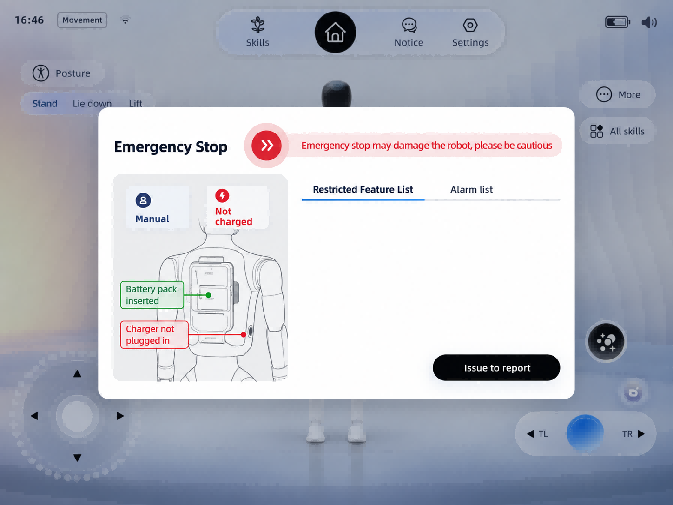 16:46
Movement
Skills
Notice
Settings
Posture
Stand
Lie down
Lift
More
All skills
Emergency Stop
Emergency stop may damage the robot, please be cautious
Manual
Not
charged
Restricted Feature List
Alarm list
Battery pack
inserted
Charger not
plugged in
Issue to report
TL
TR